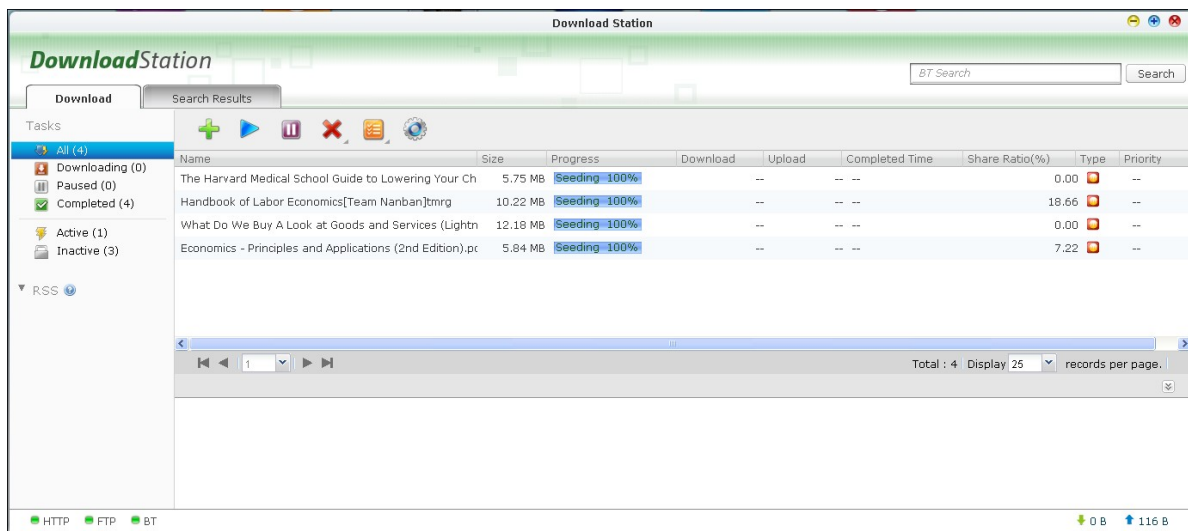 Download Station
DownloadStation
BT Search
Search
Download
Search Results
Tasks
All (4)
Downloading (0)
Paused (0)
Completed (4)
Active (1)
Inactive (3)
RSS
Name Size Progress Download Upload Completed Time Share Ratio(%) Type Priority
The Harvard Medical School Guide to Lowering Your Ch 5.75 MB Seeding 100% -- -- -- 0.00 --
Handbook of Labor Economics[Team Nanban]tmrg 10.22 MB Seeding 100% -- -- -- 18.66 --
What Do We Buy A Look at Goods and Services (Lightn 12.18 MB Seeding 100% -- -- -- 0.00 --
Economics - Principles and Applications (2nd Edition).pc 5.84 MB Seeding 100% -- -- -- 7.22 --
1
Total : 4 Display 25 records per page.
HTTP FTP BT
0 B 116 B